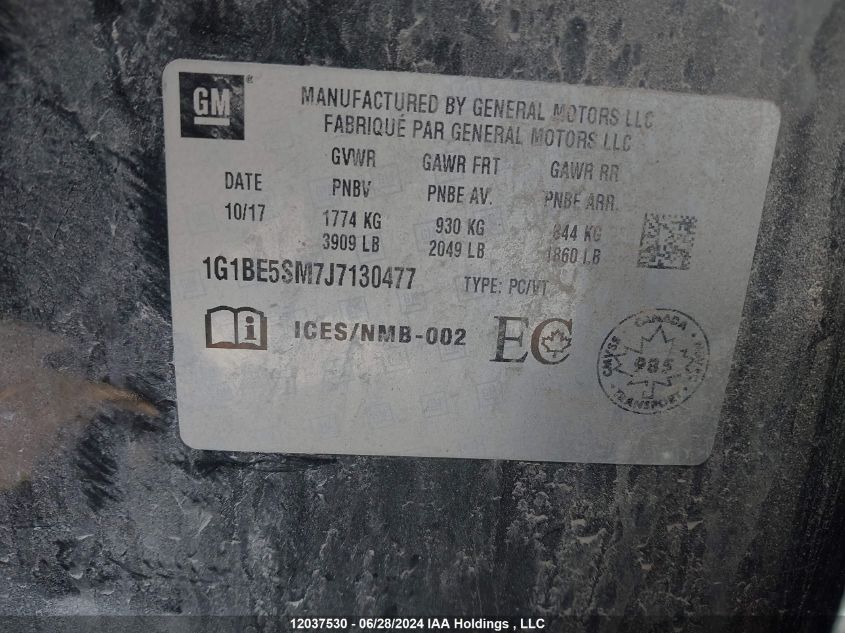 GM
MANUFACTURED BY GENERAL MOTORS LLC
FABRIQUÉ PAR GENERAL MOTORS LLC
DATE
10/17
GVWR
PNBV
1774 KG
3909 LB
GAWR FRT
PNBE AV.
930 KG
2049 LB
GAWR RR
PNBE ARR.
844 KG
1860 LB
1G1BE5SM7J7130477
TYPE: PC/VT
i
ICES/NMB-002
EC
CANADA
985
TRANSPORT
12037530 - 06/28/2024 IAA Holdings , LLC